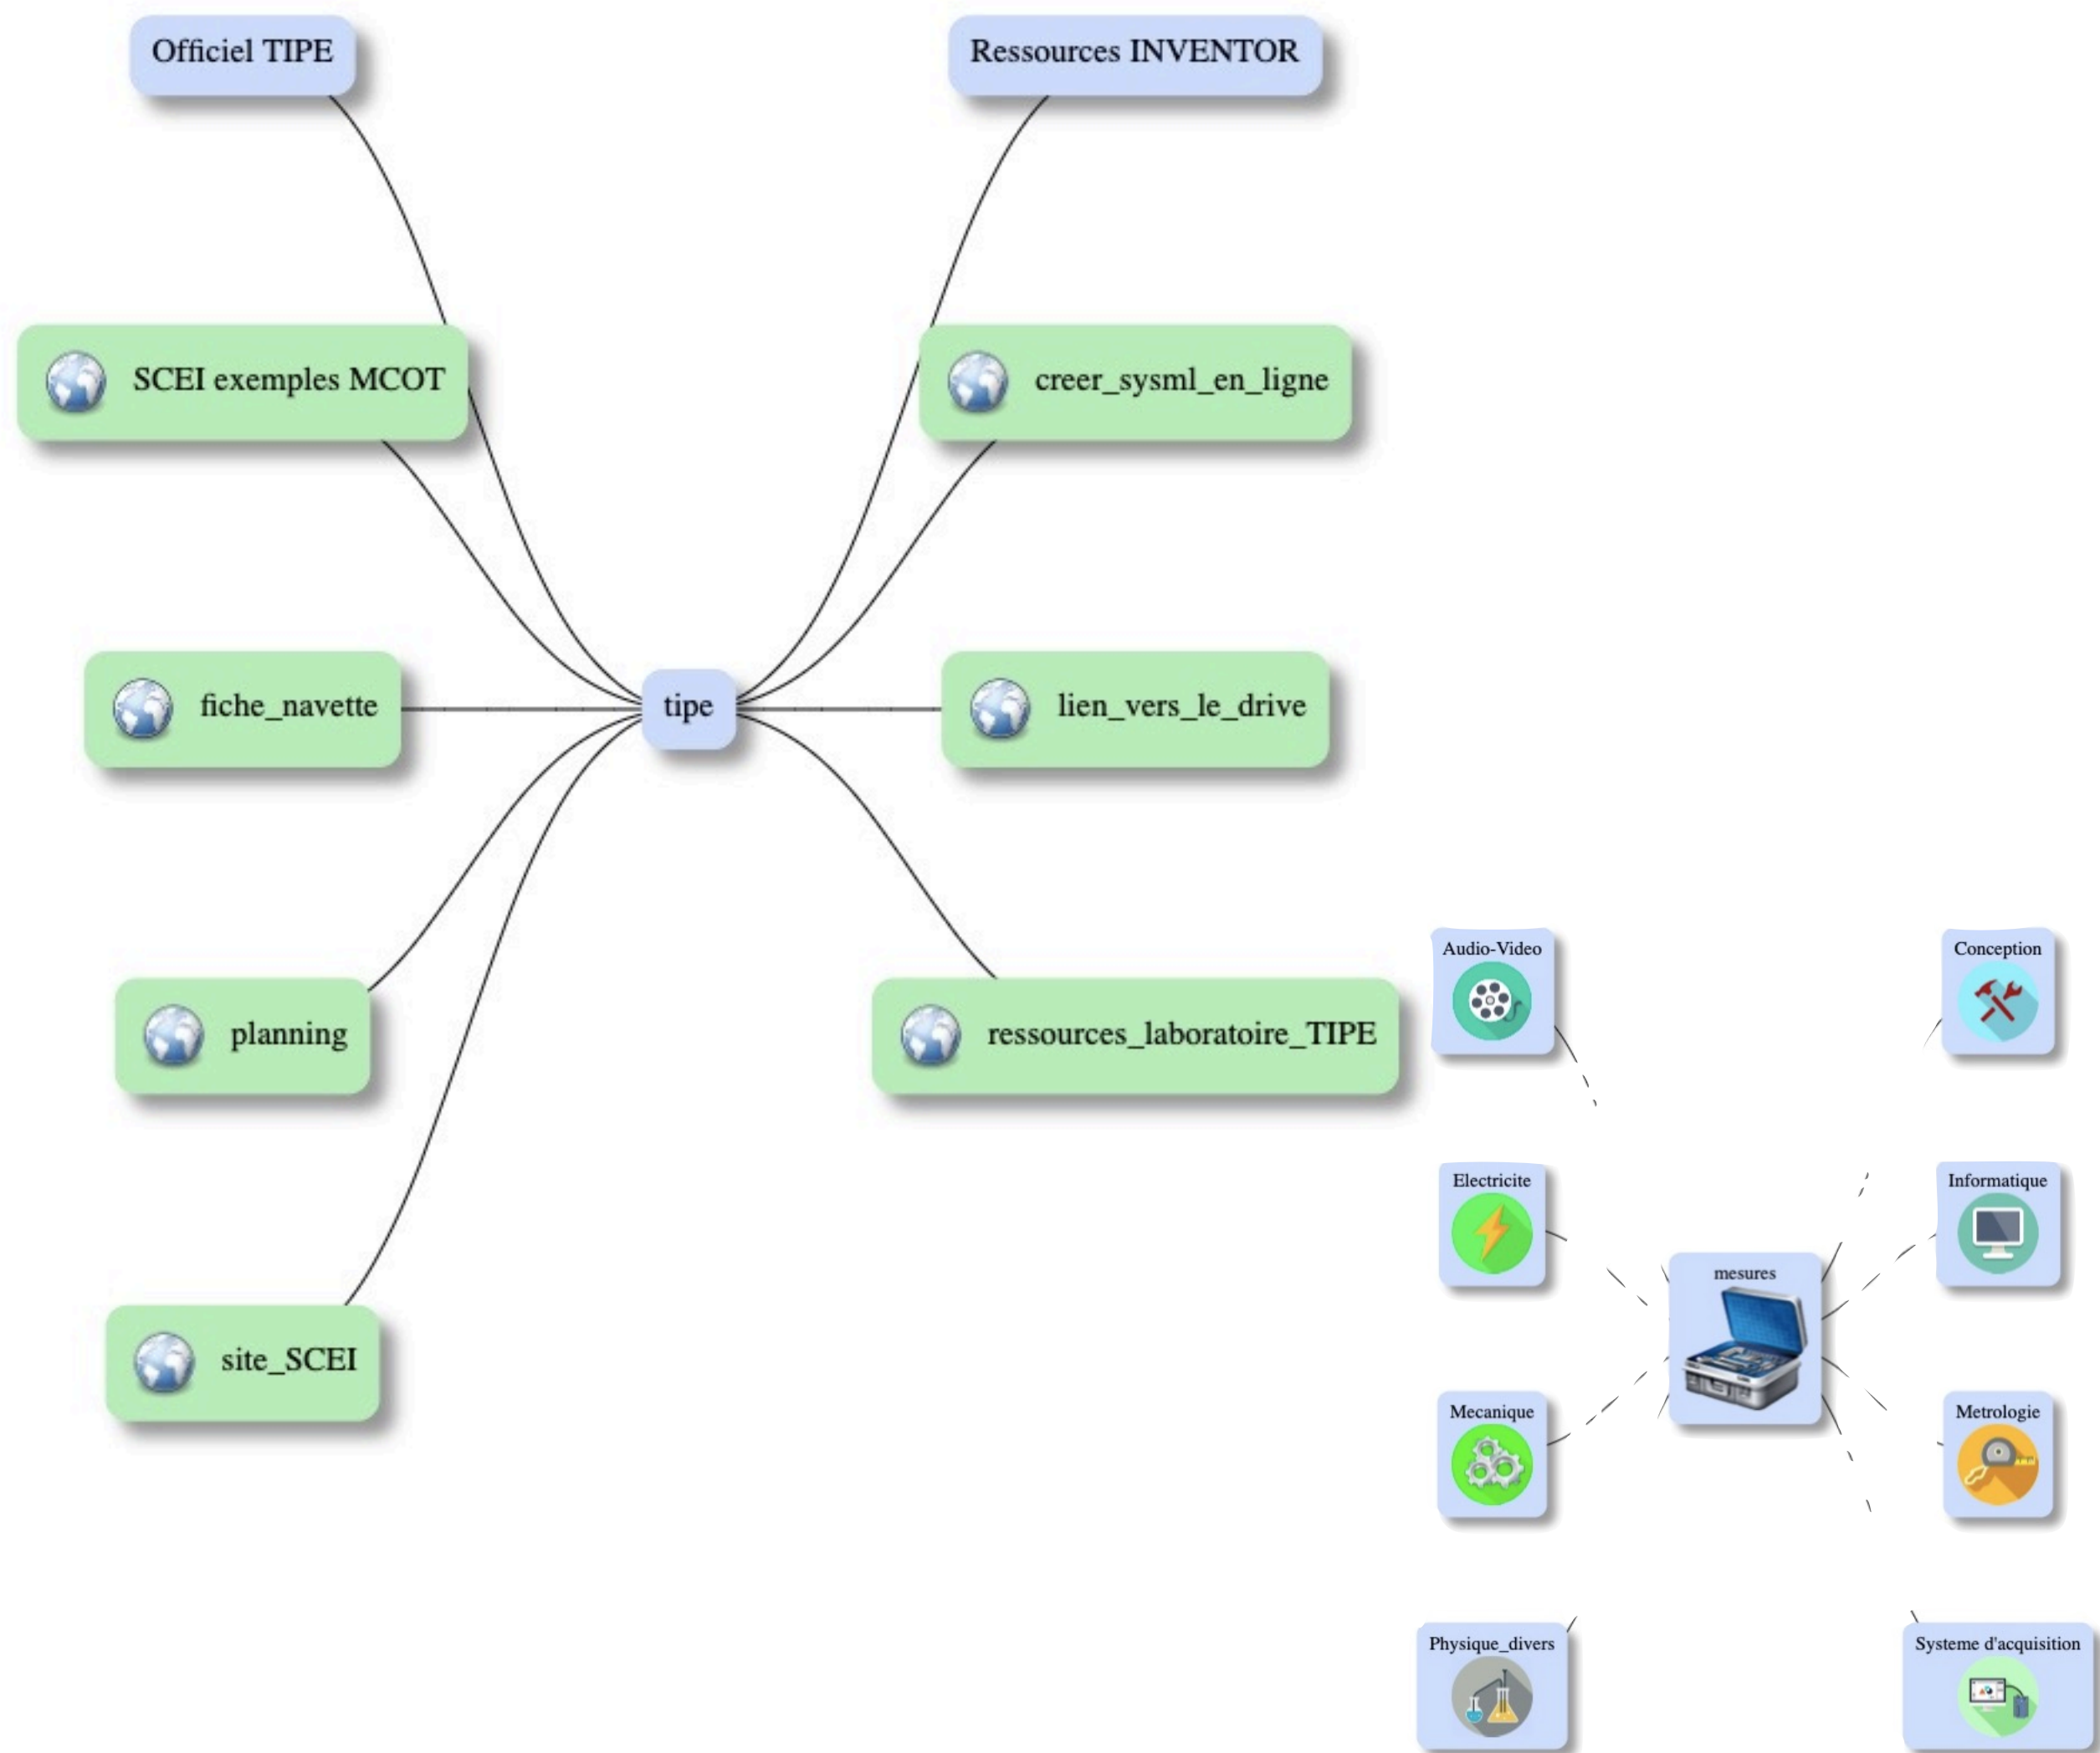 Officiel TIPE
Ressources INVENTOR
SCEI exemples MCOT
creer_sysml_en_ligne
fiche_navette
tipe
lien_vers_le_drive
planning
ressources_laboratoire_TIPE
site_SCEI
Audio-Video
Conception
Electricite
Informatique
mesures
Mecanique
Metrologie
Physique_divers
Systeme d'acquisition